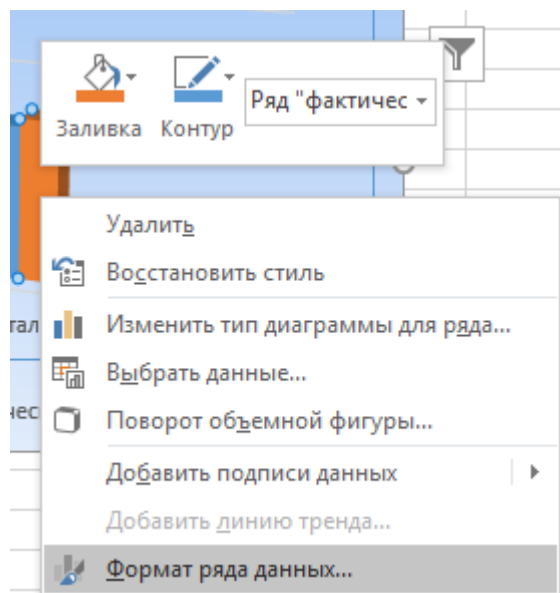 Заливка Контур
Ряд "фактичес
Удалить
Восстановить стиль
Изменить тип диаграммы для ряда...
Выбрать данные...
Поворот объемной фигуры...
Добавить подписи данных
Добавить линию тренда...
Формат ряда данных...